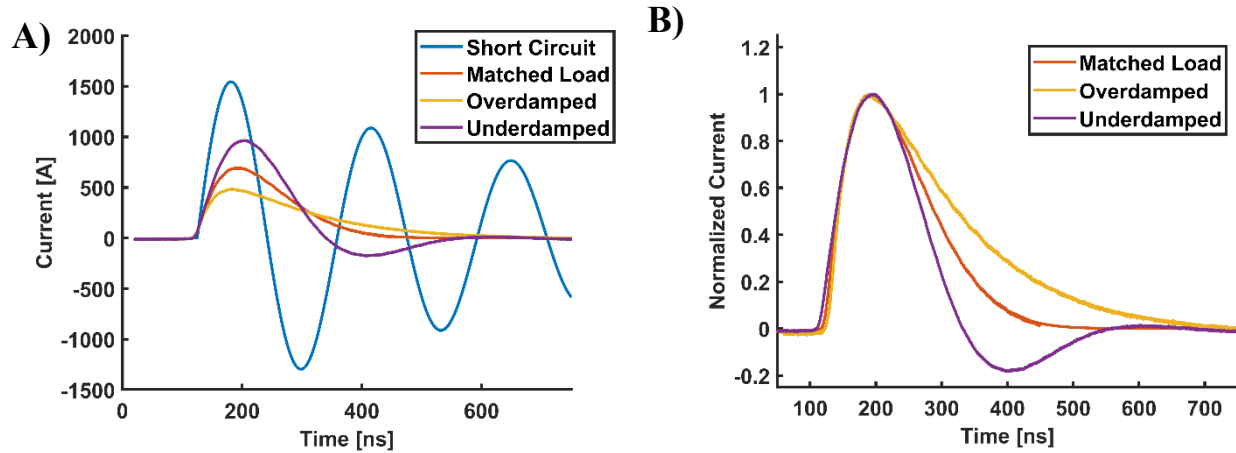 A)
2000
1500
1000
500
0
-500
-1000
-1500
Current [A]
0
200
400
600
Time [ns]
Short Circuit
Matched Load
Overdamped
Underdamped
B)
1.2
1
0.8
0.6
0.4
0.2
0
-0.2
Normalized Current
100
200
300
400
500
600
700
Time [ns]
Matched Load
Overdamped
Underdamped